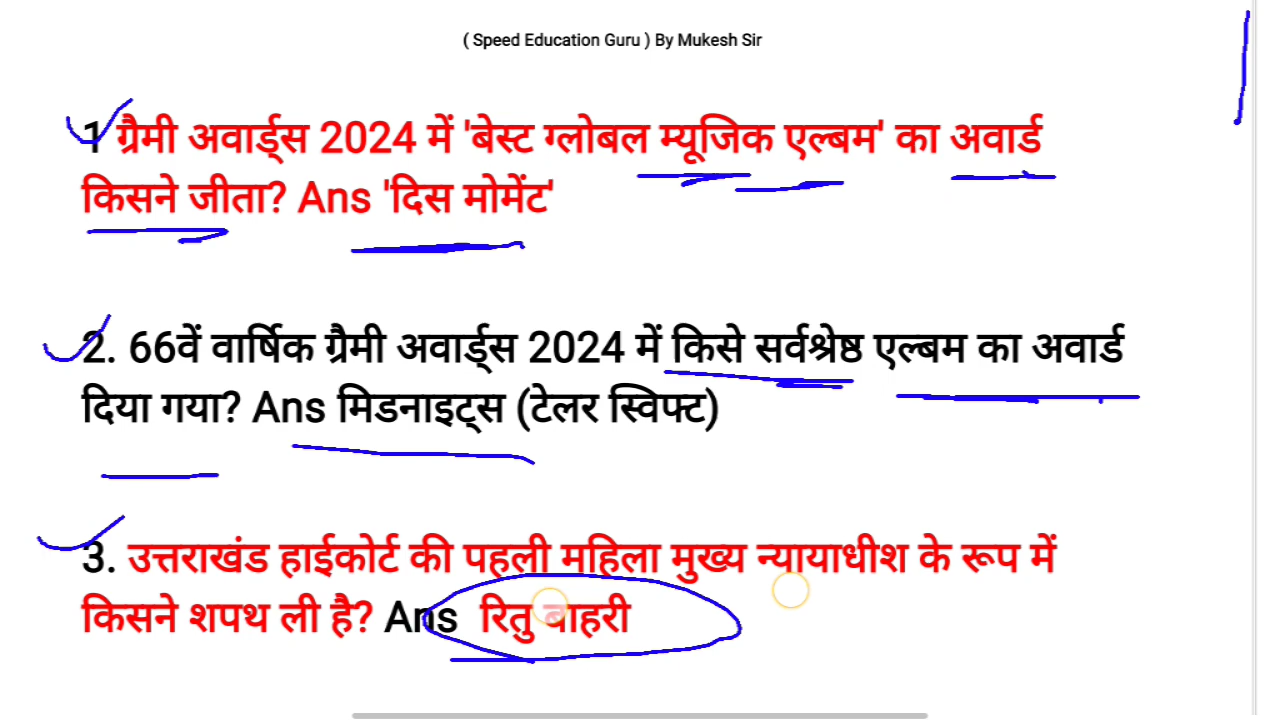 ( Speed Education Guru ) By Mukesh Sir
1 ग्रैमी अवार्ड्स 2024 में 'बेस्ट ग्लोबल म्यूजिक एल्बम' का अवार्ड
किसने जीता? Ans 'दिस मोमेंट'
2. 66वें वार्षिक ग्रैमी अवार्ड्स 2024 में किसे सर्वश्रेष्ठ एल्बम का अवार्ड
दिया गया? Ans मिडनाइट्स (टेलर स्विफ्ट)
3. उत्तराखंड हाईकोर्ट की पहली महिला मुख्य न्यायाधीश के रूप में
किसने शपथ ली है? Ans रितु बाहरी